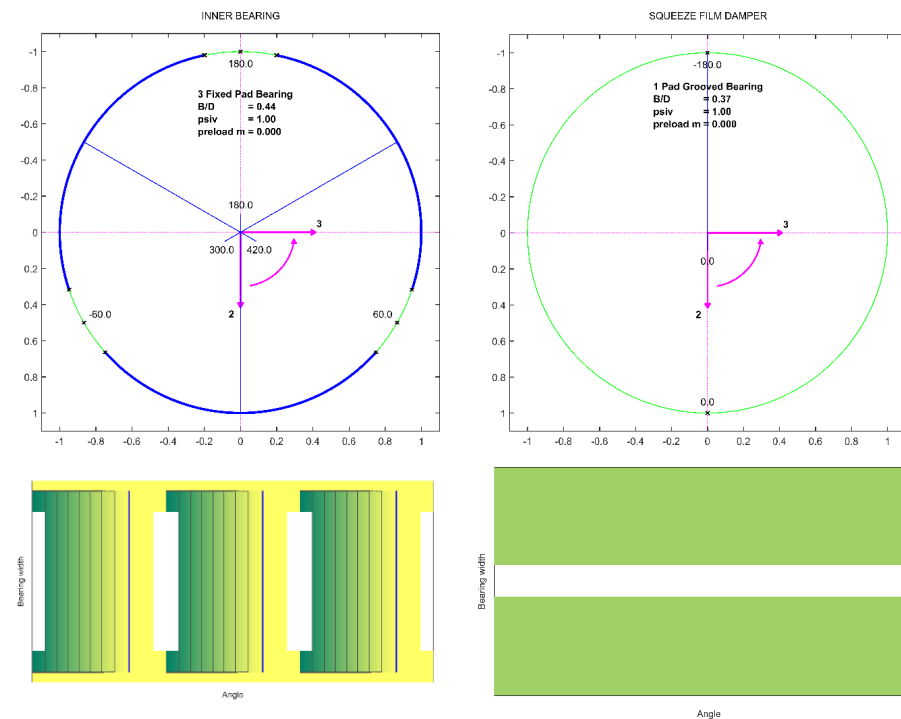 INNER BEARING
-1
-0.8
-0.6
-0.4
-0.2
0
0.2
0.4
0.6
0.8
1
180.0
3 Fixed Pad Bearing
B/D = 0.44
psiv = 1.00
preload m = 0.000
180.0
3
300.0 420.0
2
-60.0 60.0
-1 -0.8 -0.6 -0.4 -0.2 0 0.2 0.4 0.6 0.8 1
SQUEEZE FILM DAMPER
-1
-0.8
-0.6
-0.4
-0.2
0
0.2
0.4
0.6
0.8
1
-180.0
1 Pad Grooved Bearing
B/D = 0.37
psiv = 1.00
preload m = 0.000
3
0.0
2
0.0
-1 -0.8 -0.6 -0.4 -0.2 0 0.2 0.4 0.6 0.8 1
Bearing width
Angle
Bearing width
Angle